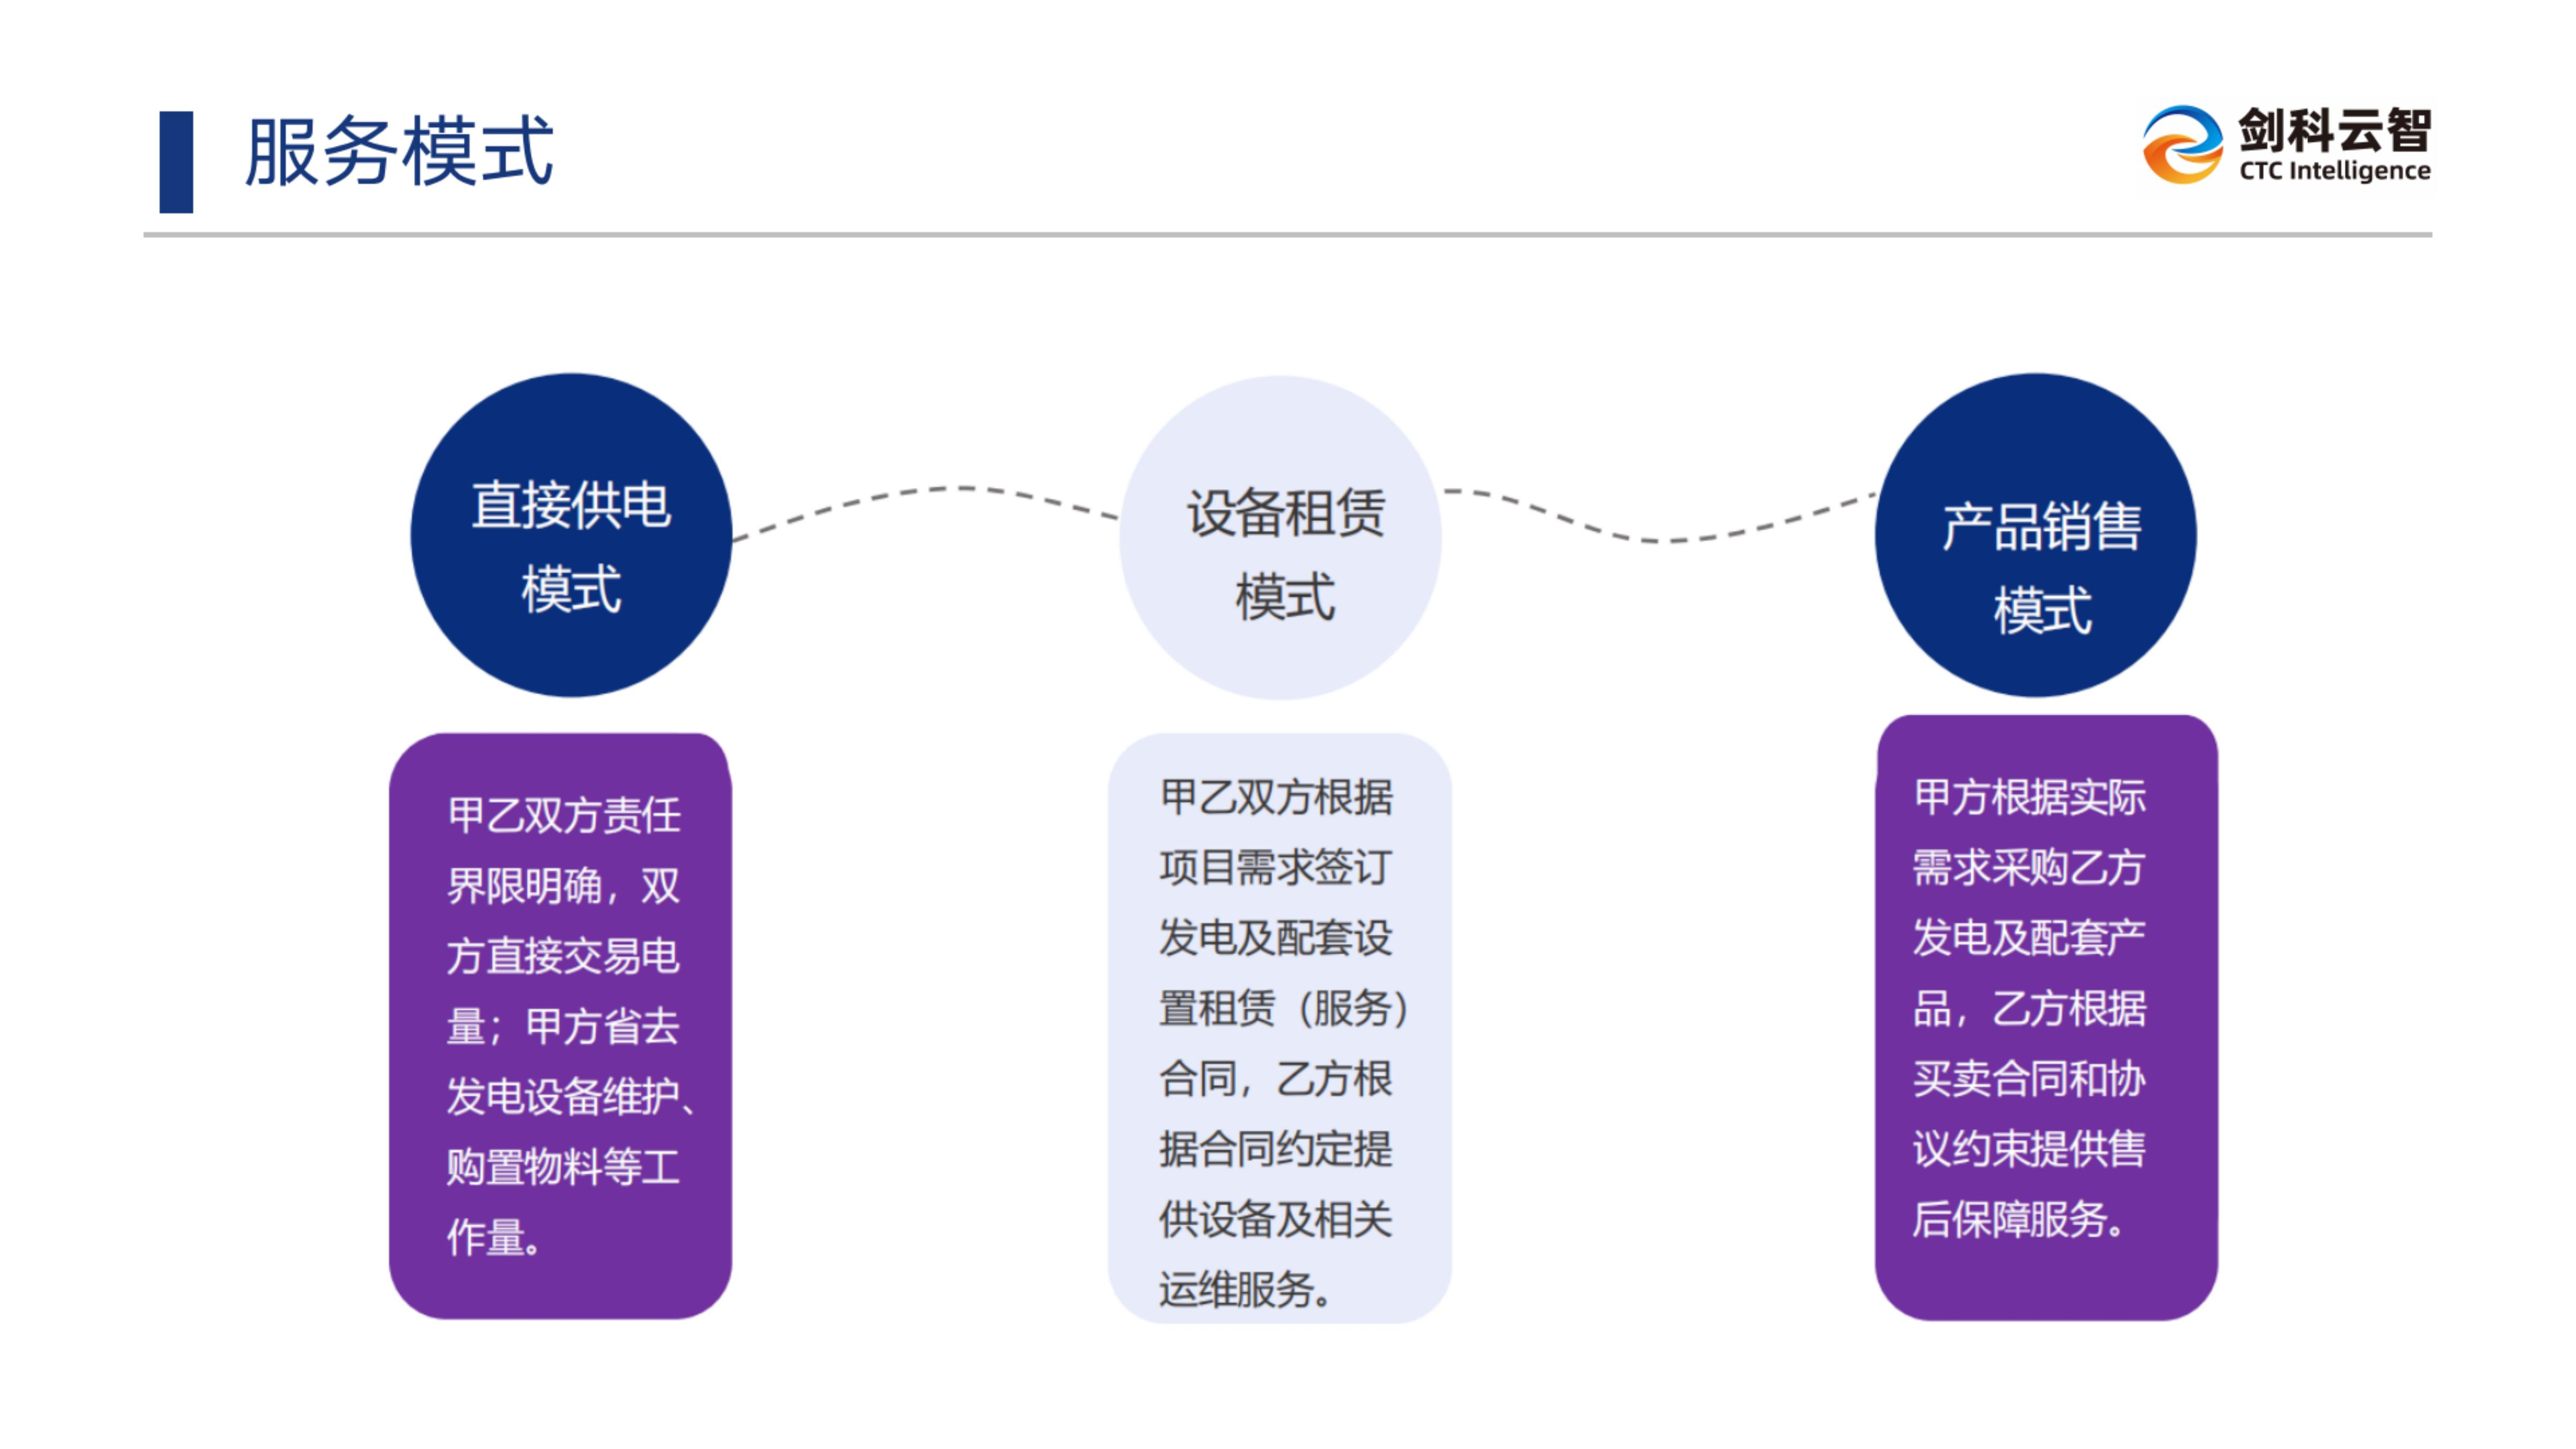 服务模式
剑科云智
CTC Intelligence
直接供电
模式
设备租赁
模式
产品销售
模式
甲乙双方责任
界限明确，双
方直接交易电
量；甲方省去
发电设备维护、
购置物料等工
作量。
甲乙双方根据
项目需求签订
发电及配套设
置租赁（服务）
合同，乙方根
据合同约定提
供设备及相关
运维服务。
甲方根据实际
需求采购乙方
发电及配套产
品，乙方根据
买卖合同和协
议约束提供售
后保障服务。